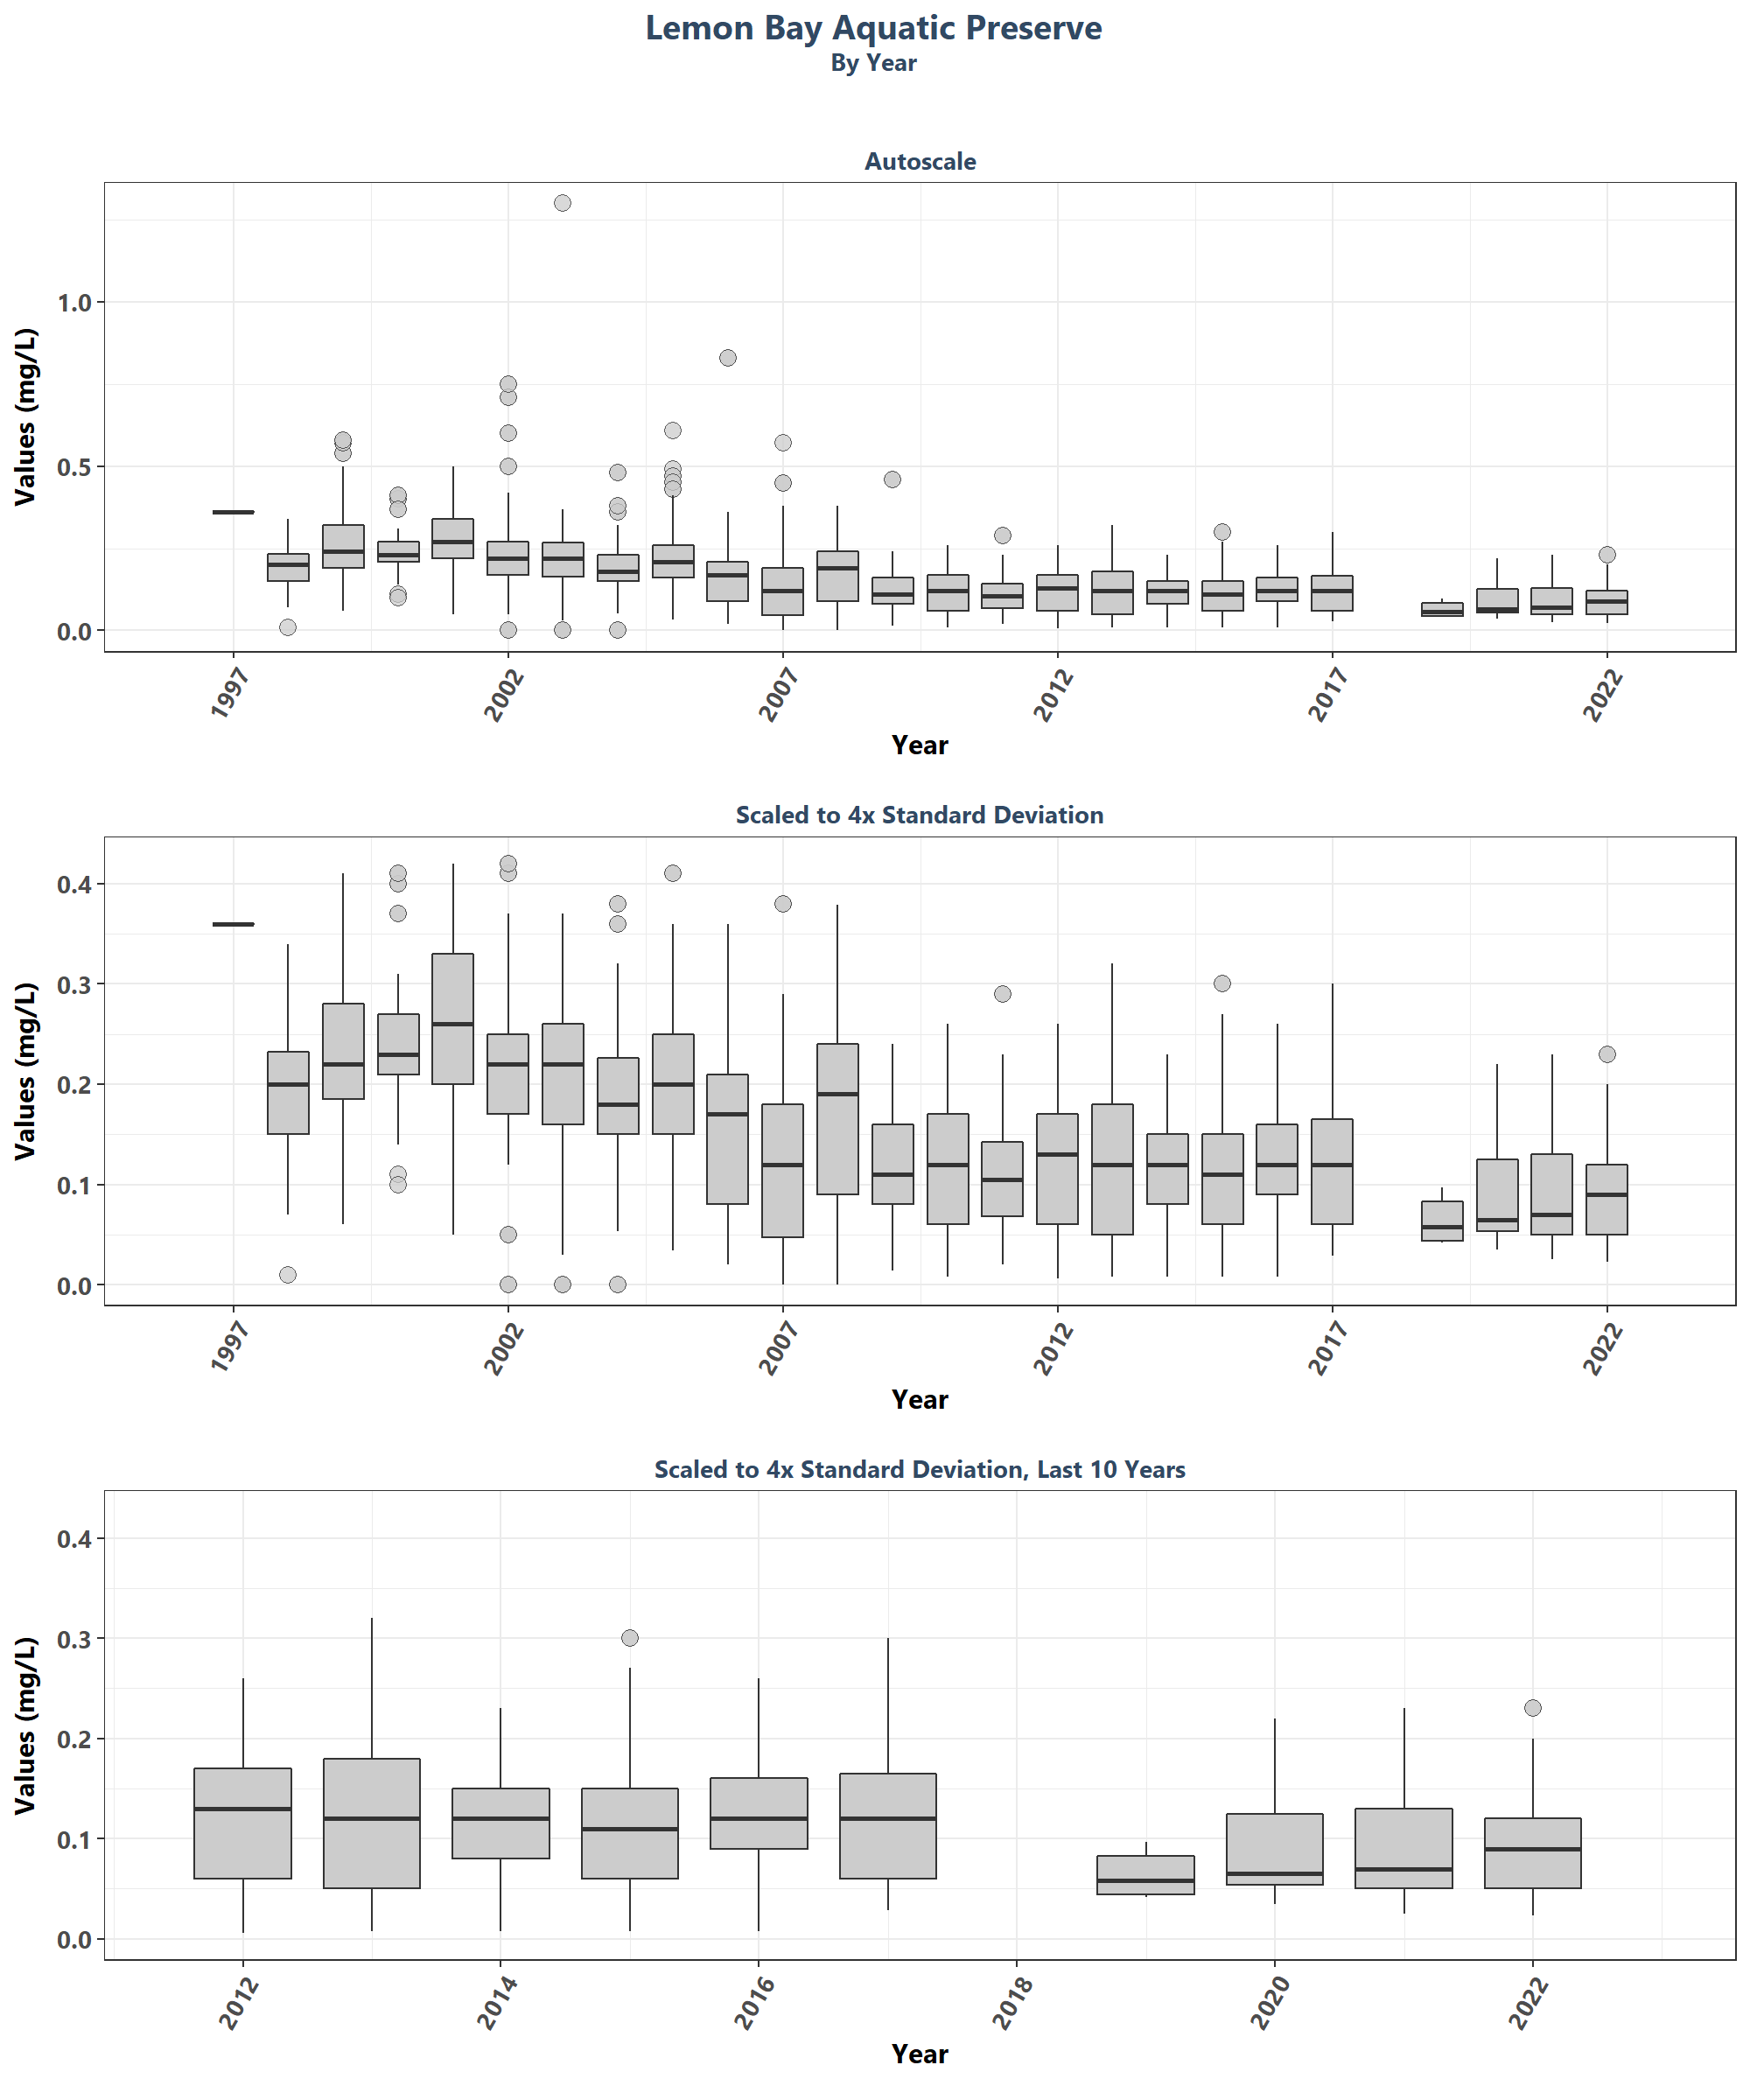 Lemon Bay Aquatic Preserve
By Year
Autoscale
Values (mg/L)
1.0
0.5
0.0
1997 2002 2007 2012 2017 2022
Year
Scaled to 4x Standard Deviation
Values (mg/L)
0.4
0.3
0.2
0.1
0.0
1997 2002 2007 2012 2017 2022
Year
Scaled to 4x Standard Deviation, Last 10 Years
Values (mg/L)
0.4
0.3
0.2
0.1
0.0
2012 2014 2016 2018 2020 2022
Year